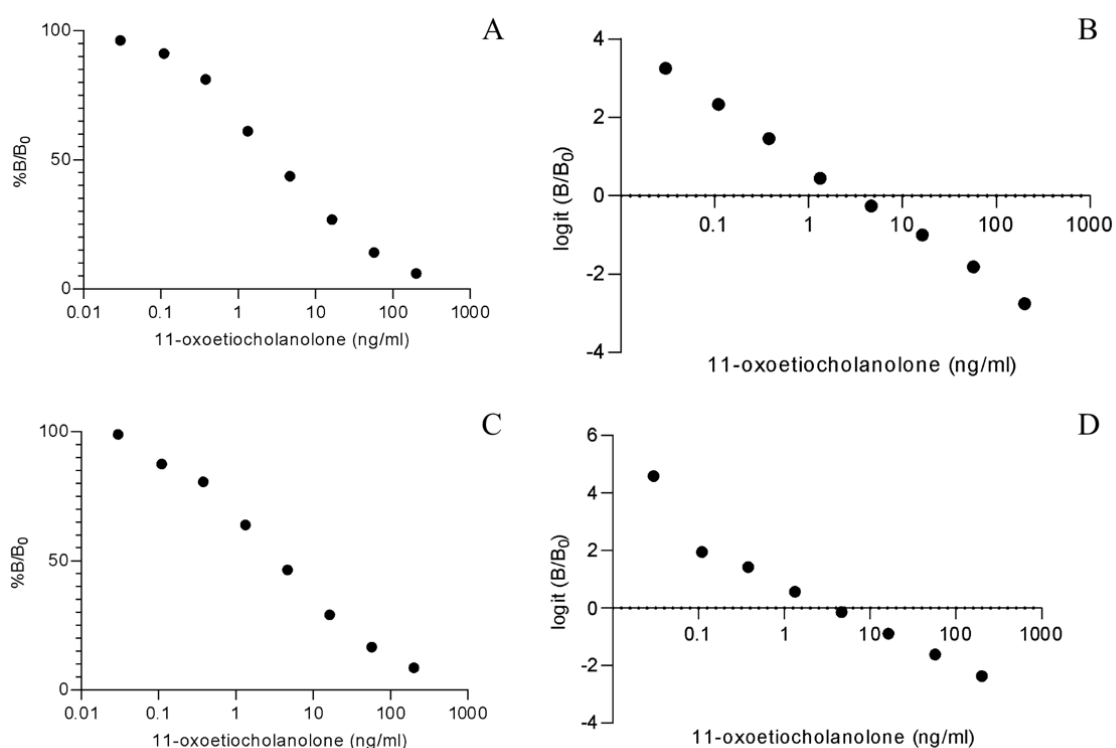 A
100
50
0
%B/B0
0.01 0.1 1 10 100 1000
11-oxoetiocholanolone (ng/ml)
B
4
2
0
-2
-4
logit (B/B0)
0.1 1 10 100 1000
11-oxoetiocholanolone (ng/ml)
C
100
50
0
%B/B0
0.01 0.1 1 10 100 1000
11-oxoetiocholanolone (ng/ml)
D
6
4
2
0
-2
-4
logit (B/B0)
0.1 1 10 100 1000
11-oxoetiocholanolone (ng/ml)